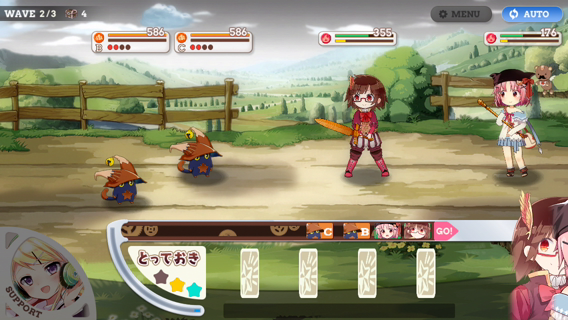 WAVE 2/3 4
MENU
AUTO
586
B
586
C
355
176
C
B
GO!
とっておき
SUPPORT